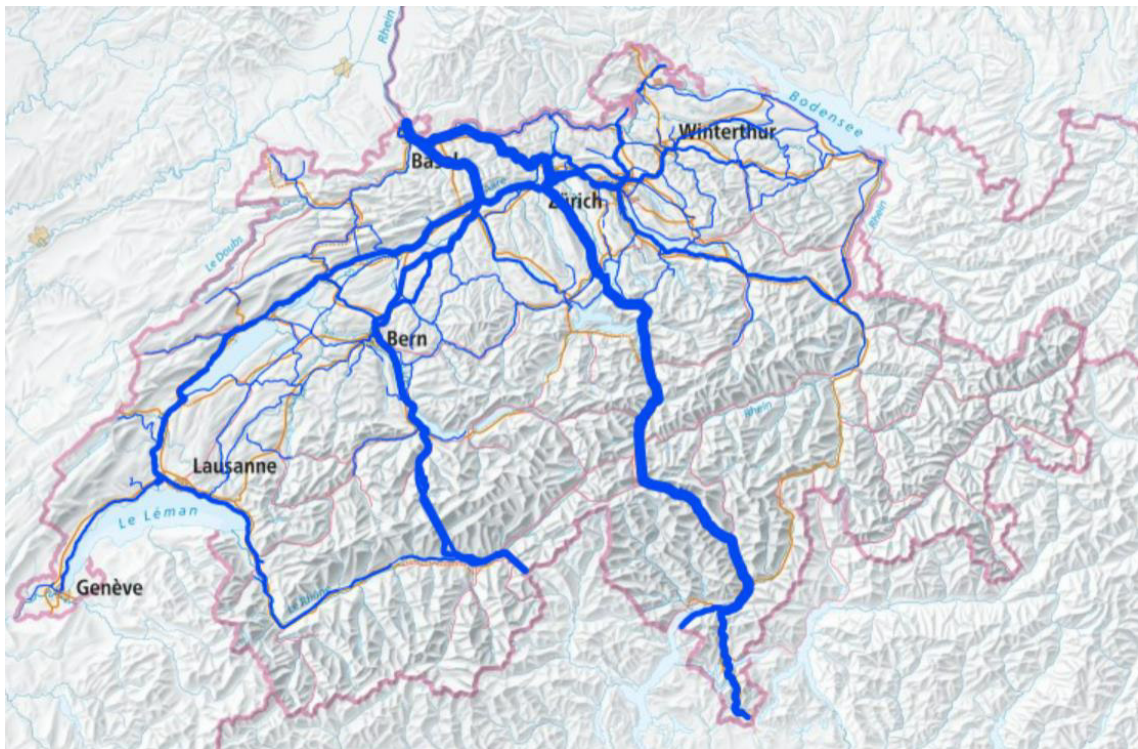 Rhein
Bodensee
Winterthur
Basel
Zürich
Rhein
Le Doubs
Bern
Rhein
Lausanne
Le Léman
Genève
Le Rhône